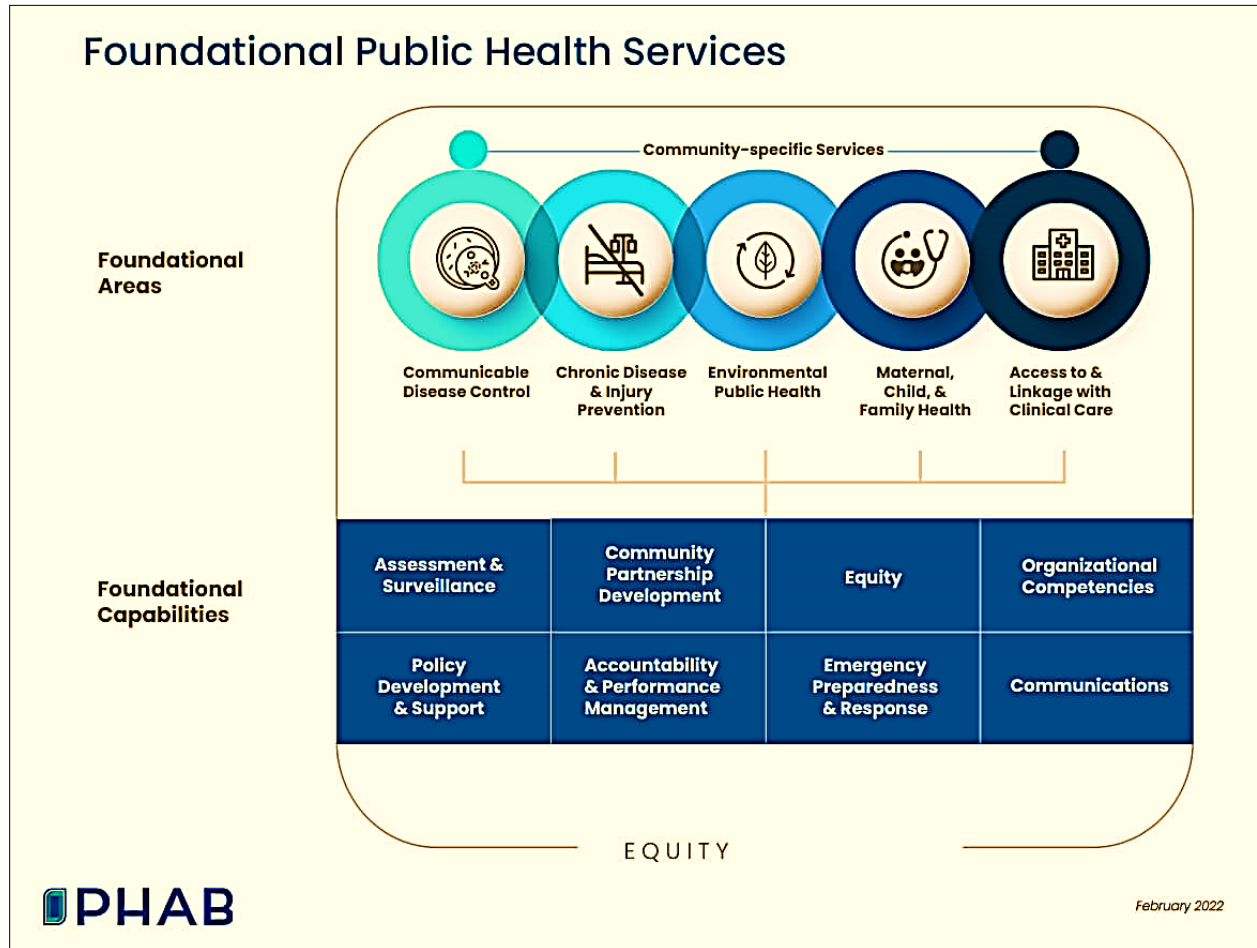 Foundational Public Health Services
Community-specific Services
Foundational
Areas
Communicable
Disease Control
Chronic Disease
& Injury
Prevention
Environmental
Public Health
Maternal,
Child, &
Family Health
Access to &
Linkage with
Clinical Care
Foundational
Capabilities
Assessment &
Surveillance
Community
Partnership
Development
Equity
Organizational
Competencies
Policy
Development
& Support
Accountability
& Performance
Management
Emergency
Preparedness
& Response
Communications
EQUITY
PHAB
February 2022